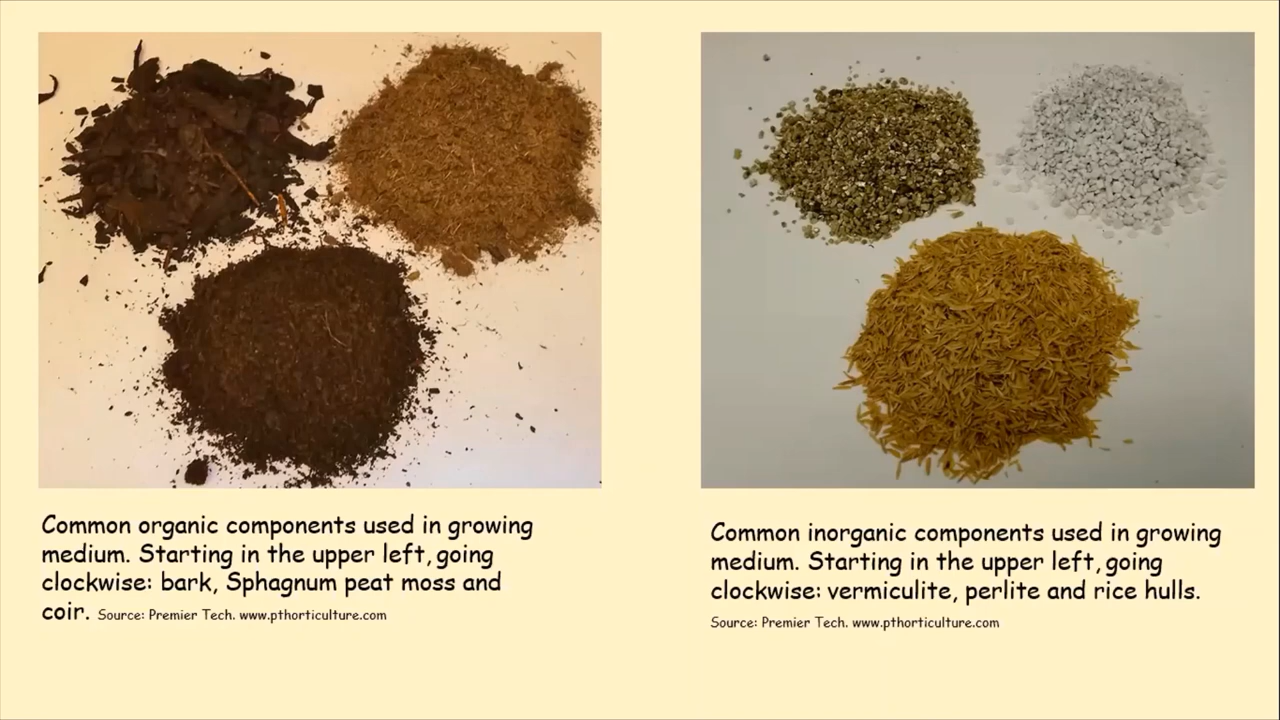 Common organic components used in growing
medium. Starting in the upper left, going
clockwise: bark, Sphagnum peat moss and
coir. Source: Premier Tech. www.pthorticulture.com
Common inorganic components used in growing
medium. Starting in the upper left, going
clockwise: vermiculite, perlite and rice hulls.
Source: Premier Tech. www.pthorticulture.com